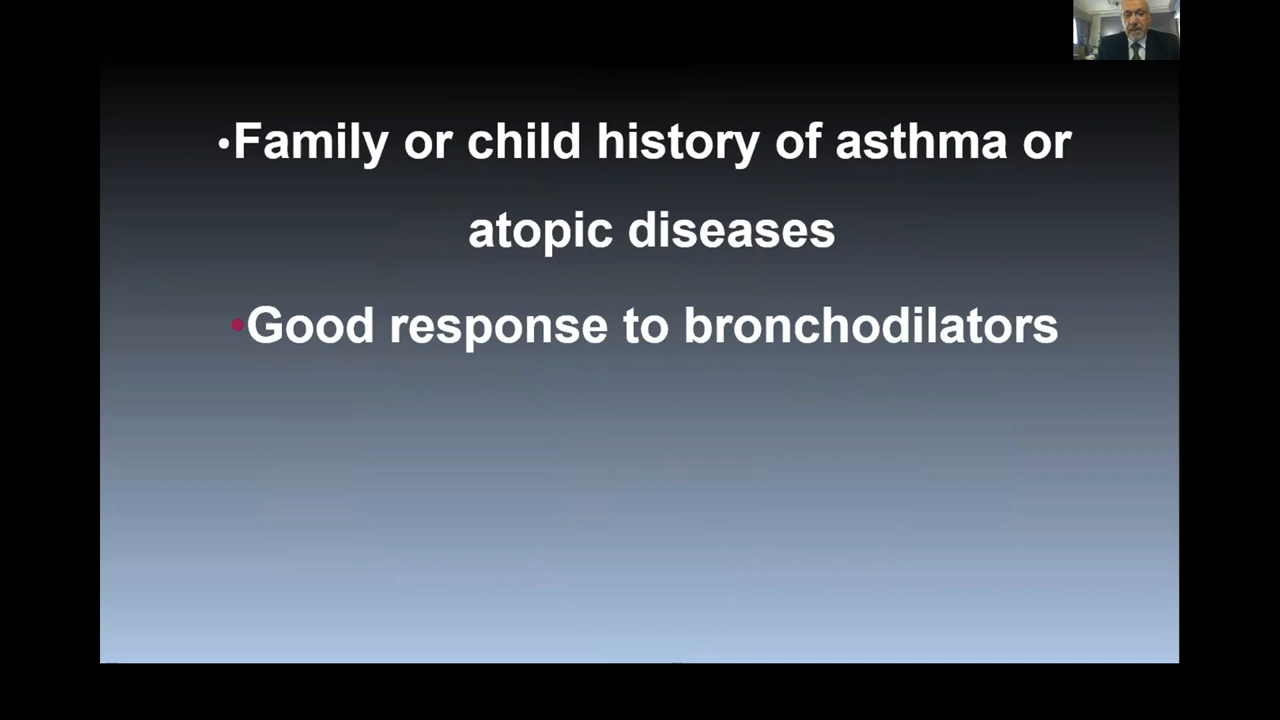 •Family or child history of asthma or
atopic diseases
•Good response to bronchodilators